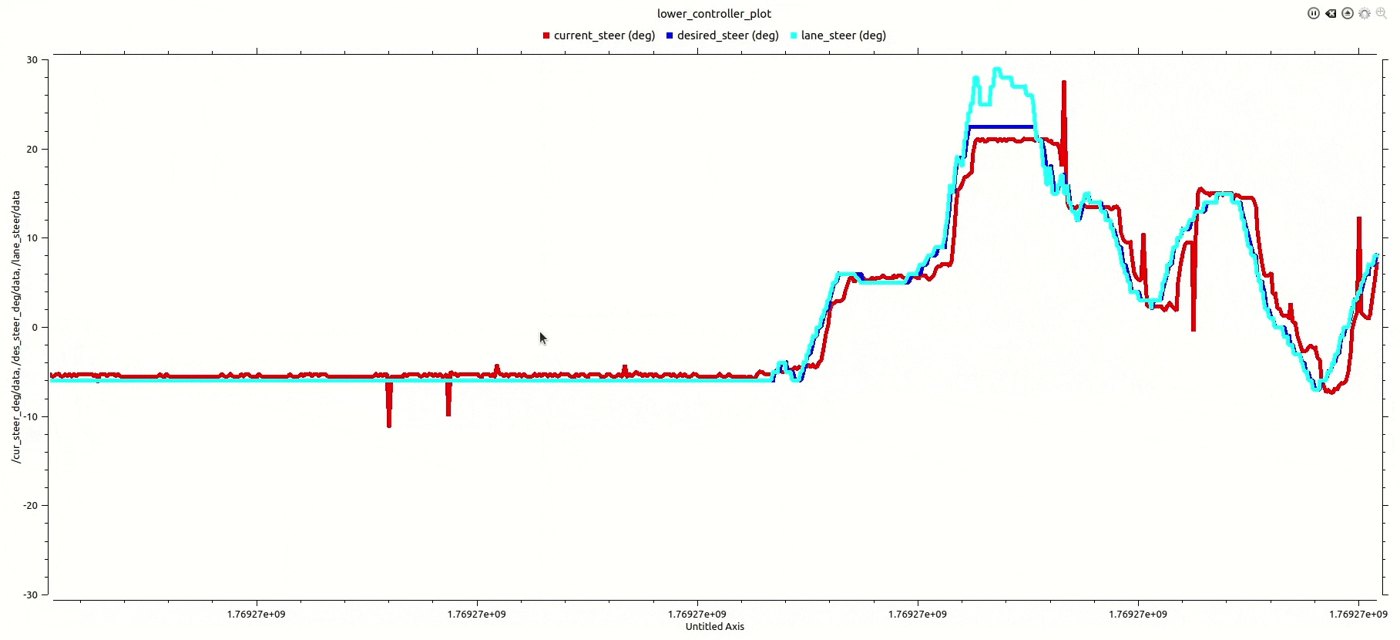 lower_controller_plot
current_steer (deg) desired_steer (deg) lane_steer (deg)
/cur_steer_deg/data,/des_steer_deg/data,/lane_steer/data
30
20
10
0
-10
-20
-30
1.76927e+09 1.76927e+09 1.76927e+09 1.76927e+09 1.76927e+09 1.76927e+09
Untitled Axis